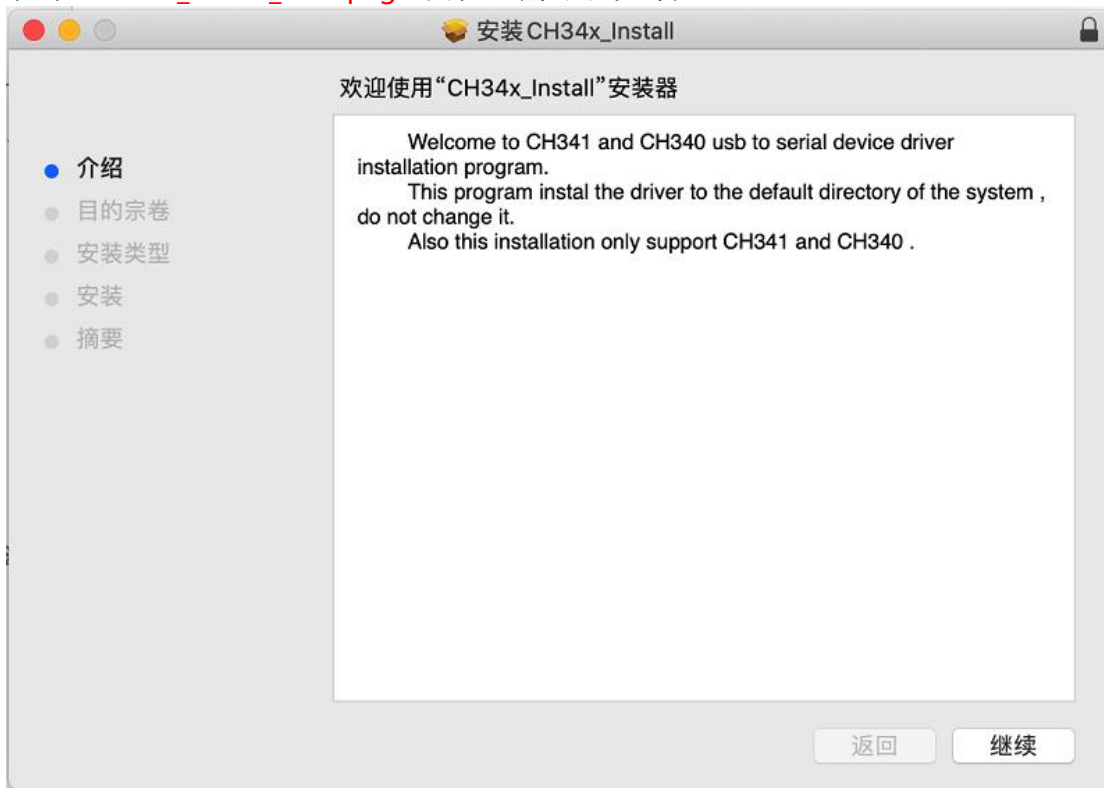 安装CH34x_Install
欢迎使用“CH34x_Install”安装器
Welcome to CH341 and CH340 usb to serial device driver
installation program.
This program instal the driver to the default directory of the system ,
do not change it.
Also this installation only support CH341 and CH340 .
介绍
目的宗卷
安装类型
安装
摘要
返回
继续